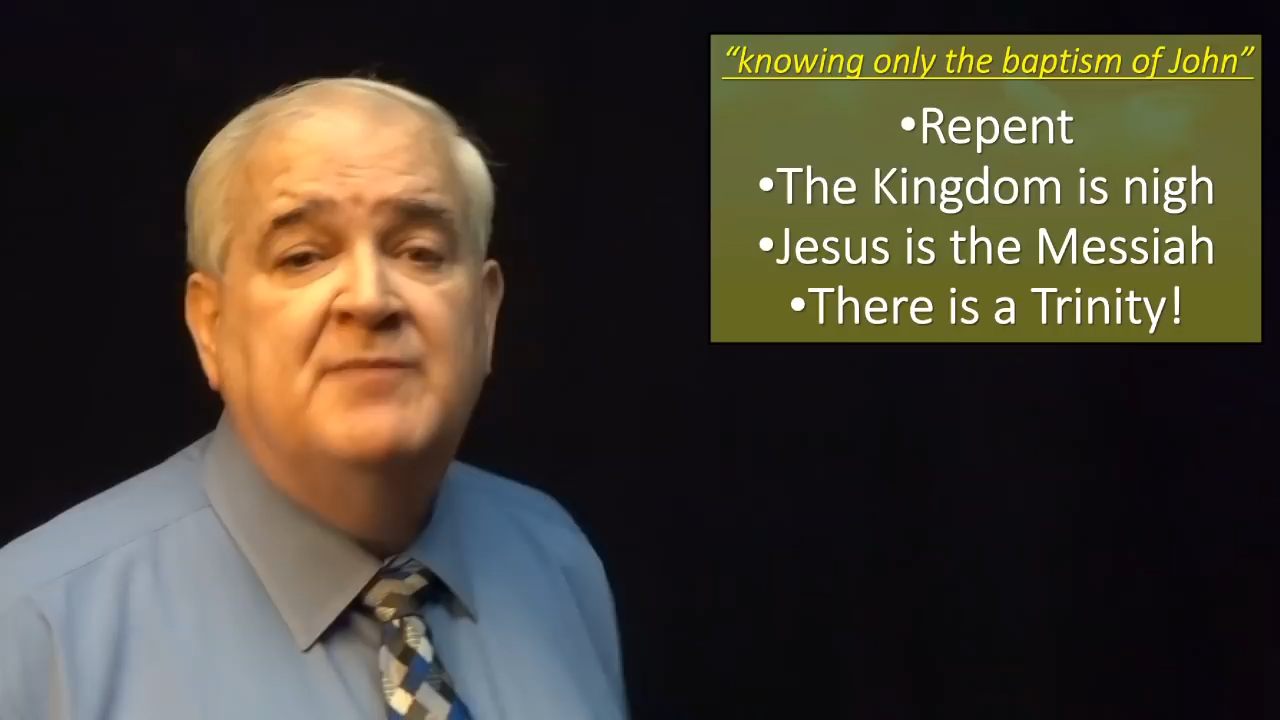 “knowing only the baptism of John”
•Repent
•The Kingdom is nigh
•Jesus is the Messiah
•There is a Trinity!